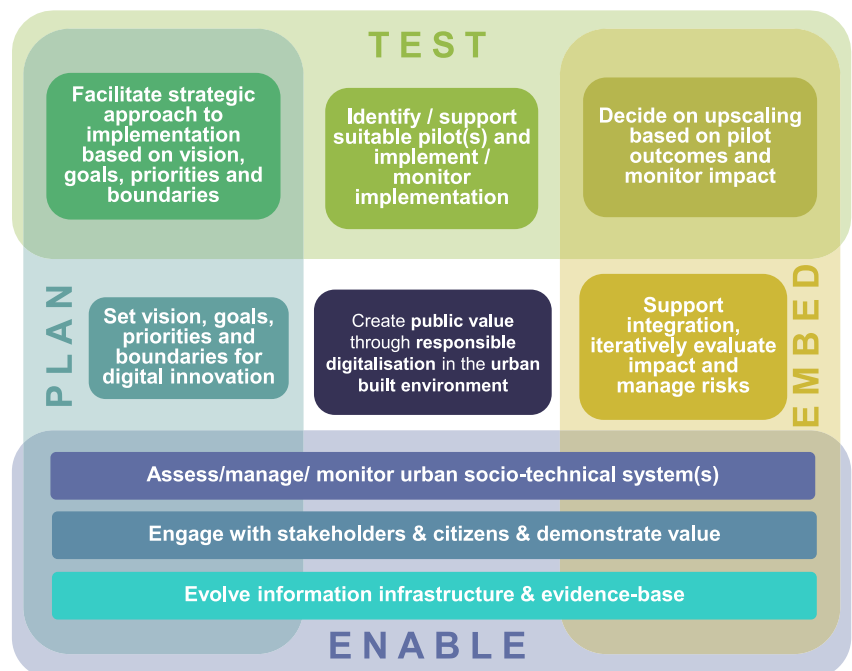 TEST
Facilitate strategic
approach to
implementation
based on vision,
goals, priorities and
boundaries
Identify / support
suitable pilot(s) and
implement /
monitor
implementation
Decide on upscaling
based on pilot
outcomes and
monitor impact
PLAN
Set vision, goals,
priorities and
boundaries for
digital innovation
Create public value
through responsible
digitalisation in the urban
built environment
Support
integration,
iteratively evaluate
impact and
manage risks
EMBED
Assess/manage/ monitor urban socio-technical system(s)
Engage with stakeholders & citizens & demonstrate value
Evolve information infrastructure & evidence-base
ENABLE